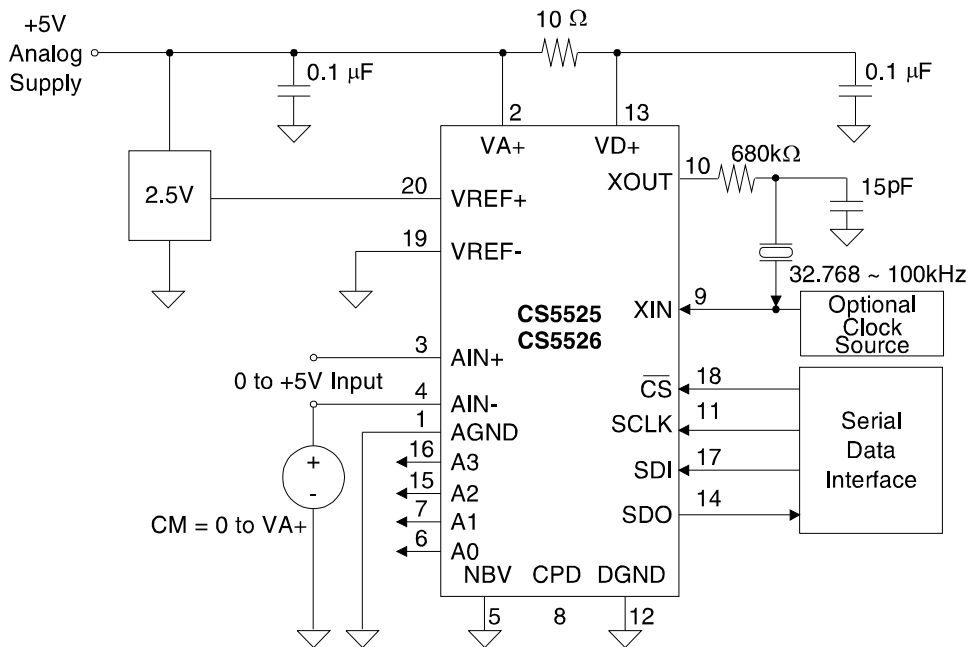 +5V
Analog
Supply
10 Ω
0.1 μF
0.1 μF
2
13
VA+
VD+
680kΩ
10
XOUT
15pF
2.5V
20
VREF+
19
VREF-
32.768 ~ 100kHz
9
XIN
Optional
Clock
Source
CS5525
CS5526
3
AIN+
0 to +5V Input
4
AIN-
1
AGND
16
A3
15
A2
7
A1
6
A0
+
-
CM = 0 to VA+
18
CS
11
SCLK
17
SDI
14
SDO
Serial
Data
Interface
NBV
CPD
DGND
5
8
12